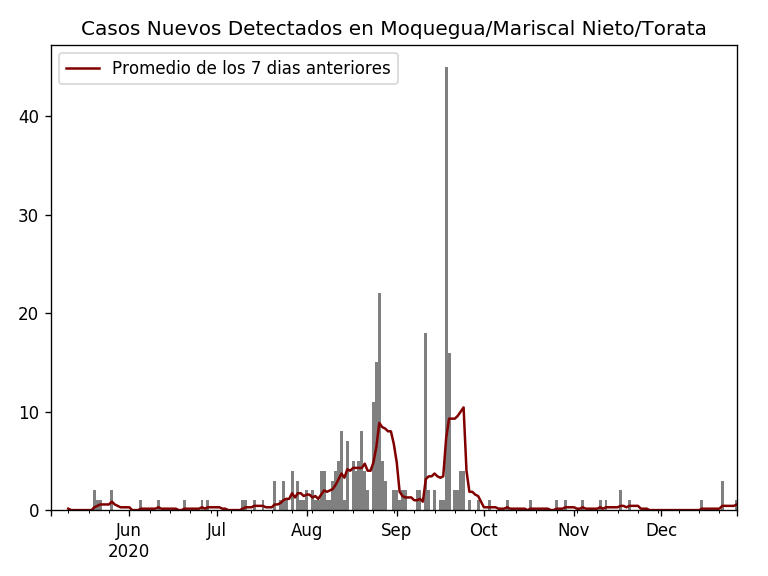 Casos Nuevos Detectados en Moquegua/Mariscal Nieto/Torata
Promedio de los 7 dias anteriores
40
30
20
10
0
Jun Jul Aug Sep Oct Nov Dec
2020